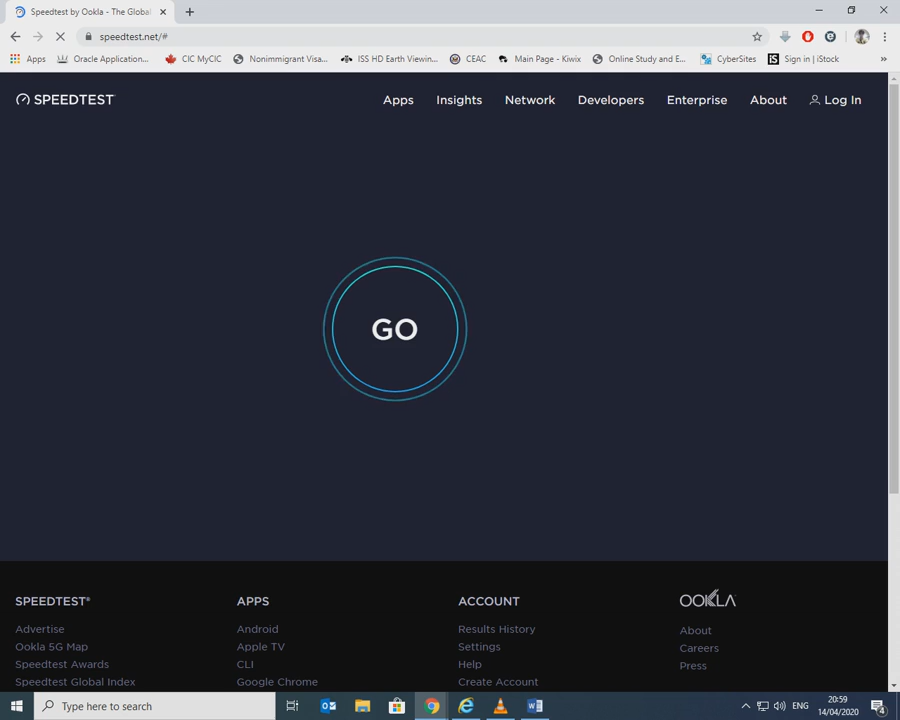 Speedtest by Ookla - The Global
speedtest.net/#
Apps Oracle Application... CIC MyCIC Nonimmigrant Visa... ISS HD Earth Viewing... CEAC Main Page - Kiwix Online Study and E... CyberSites Sign in | iStock »
SPEEDTEST Apps Insights Network Developers Enterprise About Log In
GO
SPEEDTEST® APPS ACCOUNT OOKLA
Advertise Android Results History About
Ookla 5G Map Apple TV Settings Careers
Speedtest Awards CLI Help Press
Speedtest Global Index Google Chrome Create Account
Type here to search ENG 20:59
14/04/2020 4